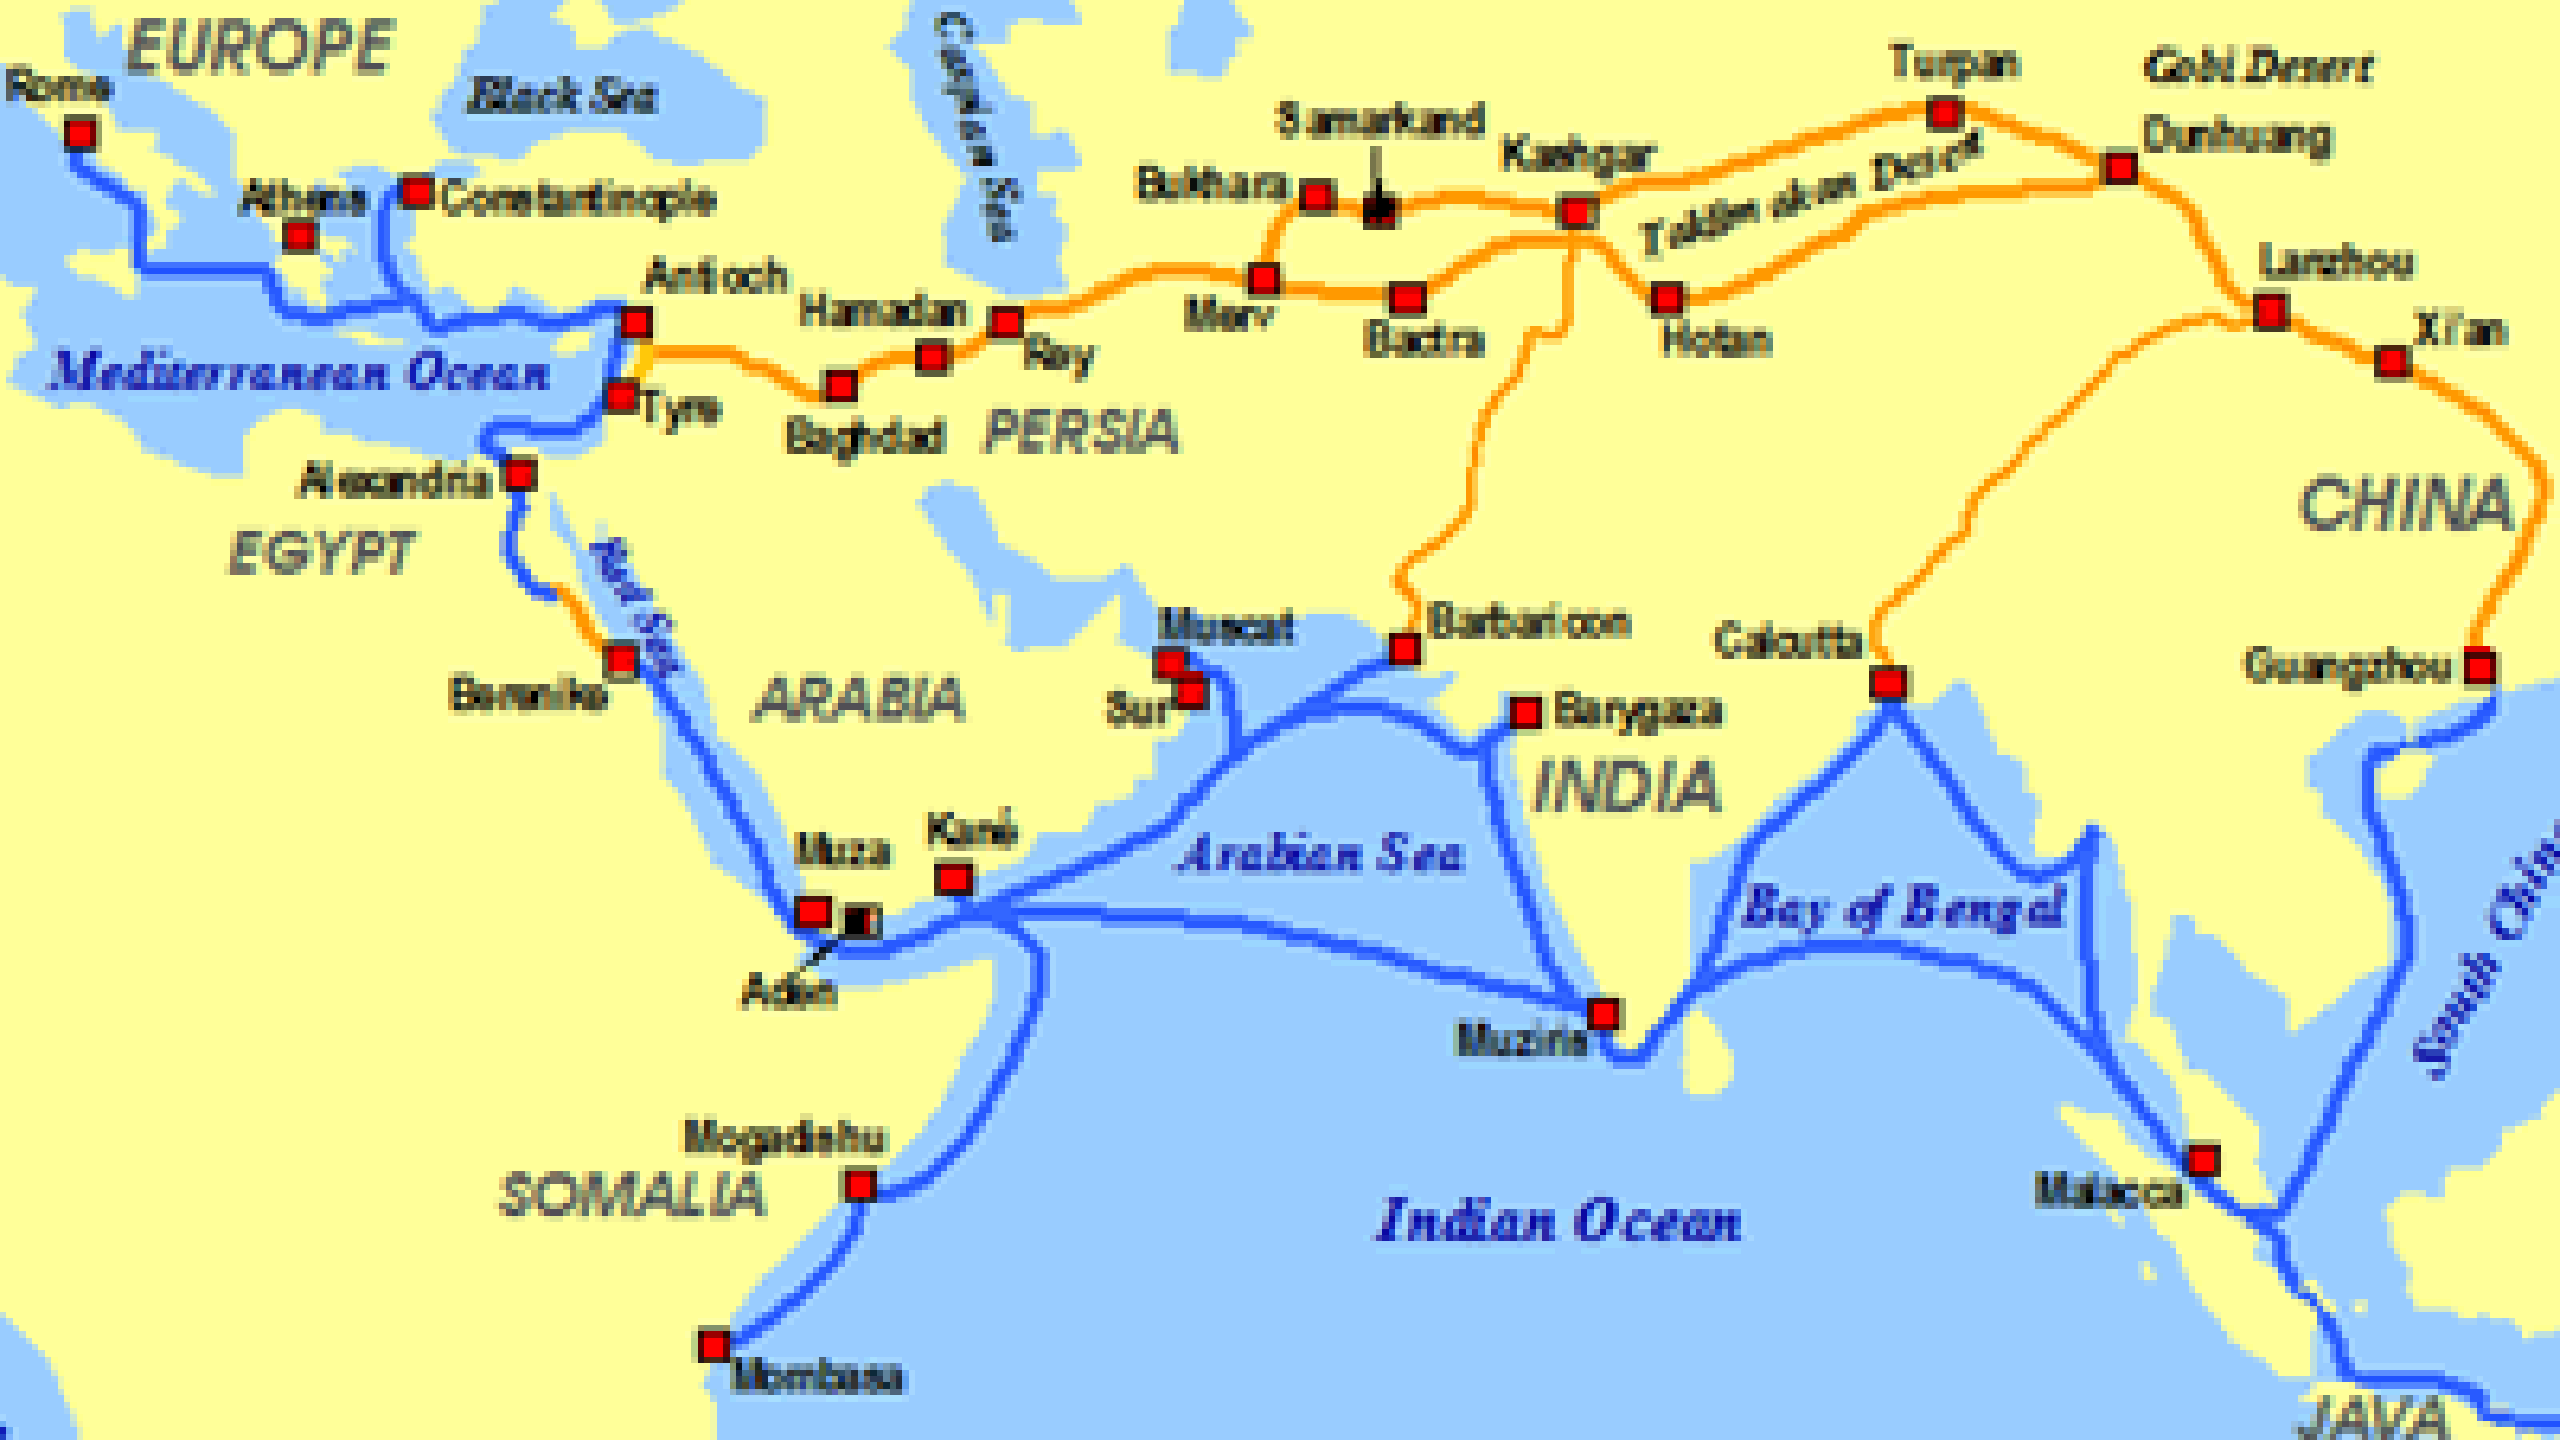 EUROPE
Rome
Black Sea
Caspian Sea
Turpan
Gobi Desert
Samarkand
Dunhuang
Kashgar
Bukhara
Athens
Constantinople
Taklim akan Desert
Lanzhou
Antioch
Hamadan
Merv
Xi'an
Bactra
Hotan
Rey
Mediterranean Ocean
Tyre
Baghdad
PERSIA
Alexandria
CHINA
EGYPT
Red Sea
Muscat
Barbaricon
Calcutta
Guangzhou
Berenike
ARABIA
Sur
Barygaza
INDIA
Kané
Muza
Arabian Sea
Bay of Bengal
South China
Aden
Muziris
Mogadishu
SOMALIA
Malacca
Indian Ocean
Mombasa
JAVA